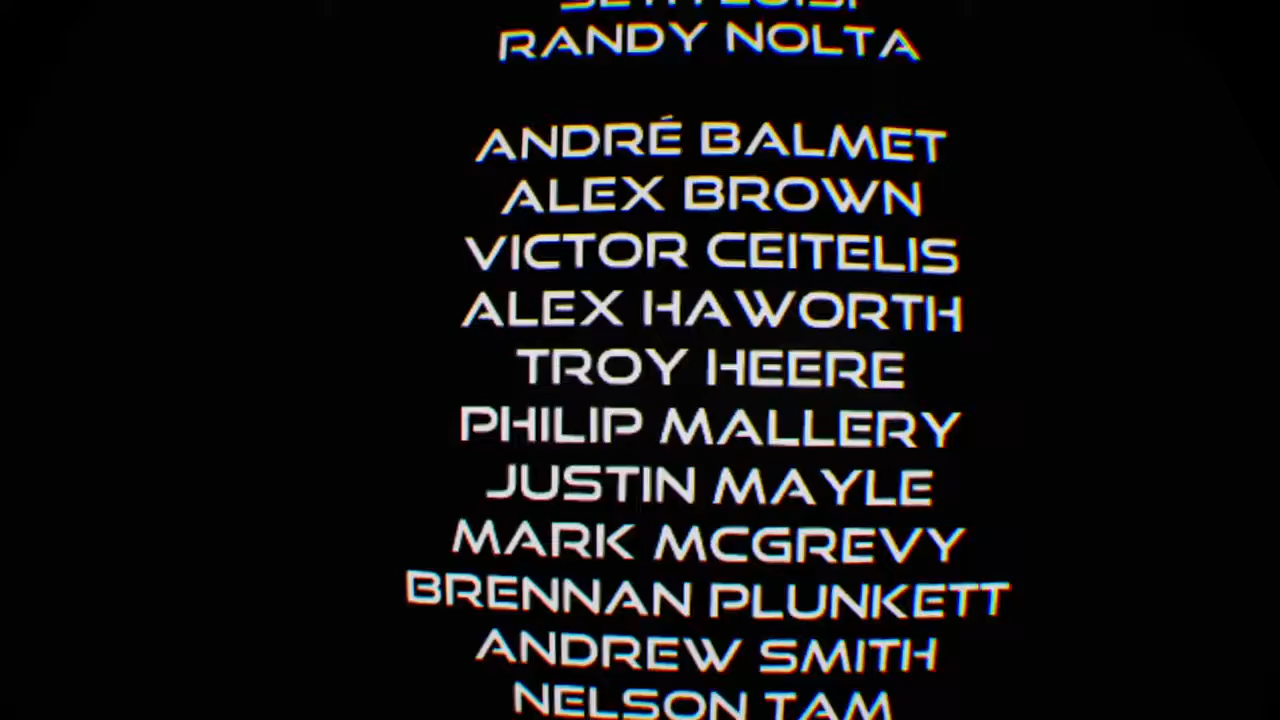 RANDY NOLTA
ANDRÉ BALMET
ALEX BROWN
VICTOR CEITELIS
ALEX HAWORTH
TROY HEERE
PHILIP MALLERY
JUSTIN MAYLE
MARK MCGREVY
BRENNAN PLUNKETT
ANDREW SMITH
NELSON TAM